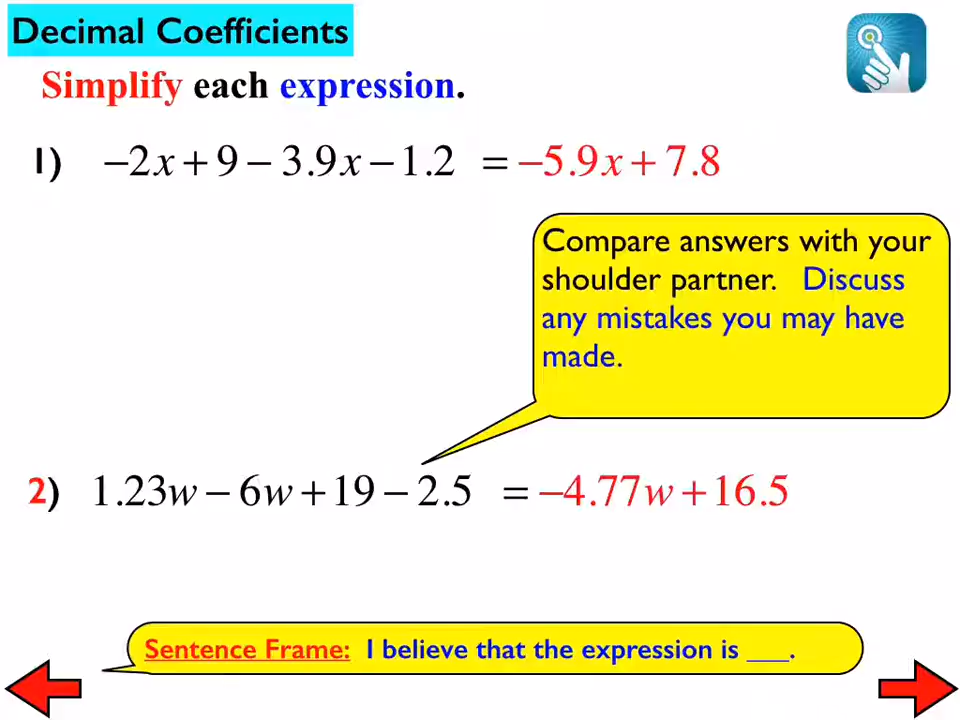 Decimal Coefficients
Simplify each expression.
1) −2x + 9 − 3.9x − 1.2 = −5.9x + 7.8
Compare answers with your
shoulder partner. Discuss
any mistakes you may have
made.
2) 1.23w − 6w + 19 − 2.5 = −4.77w + 16.5
Sentence Frame: I believe that the expression is ___.